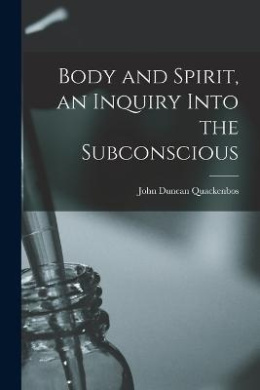 BODY AND SPIRIT,
AN INQUIRY INTO
THE
SUBCONSCIOUS
John Duncan Quackenbos